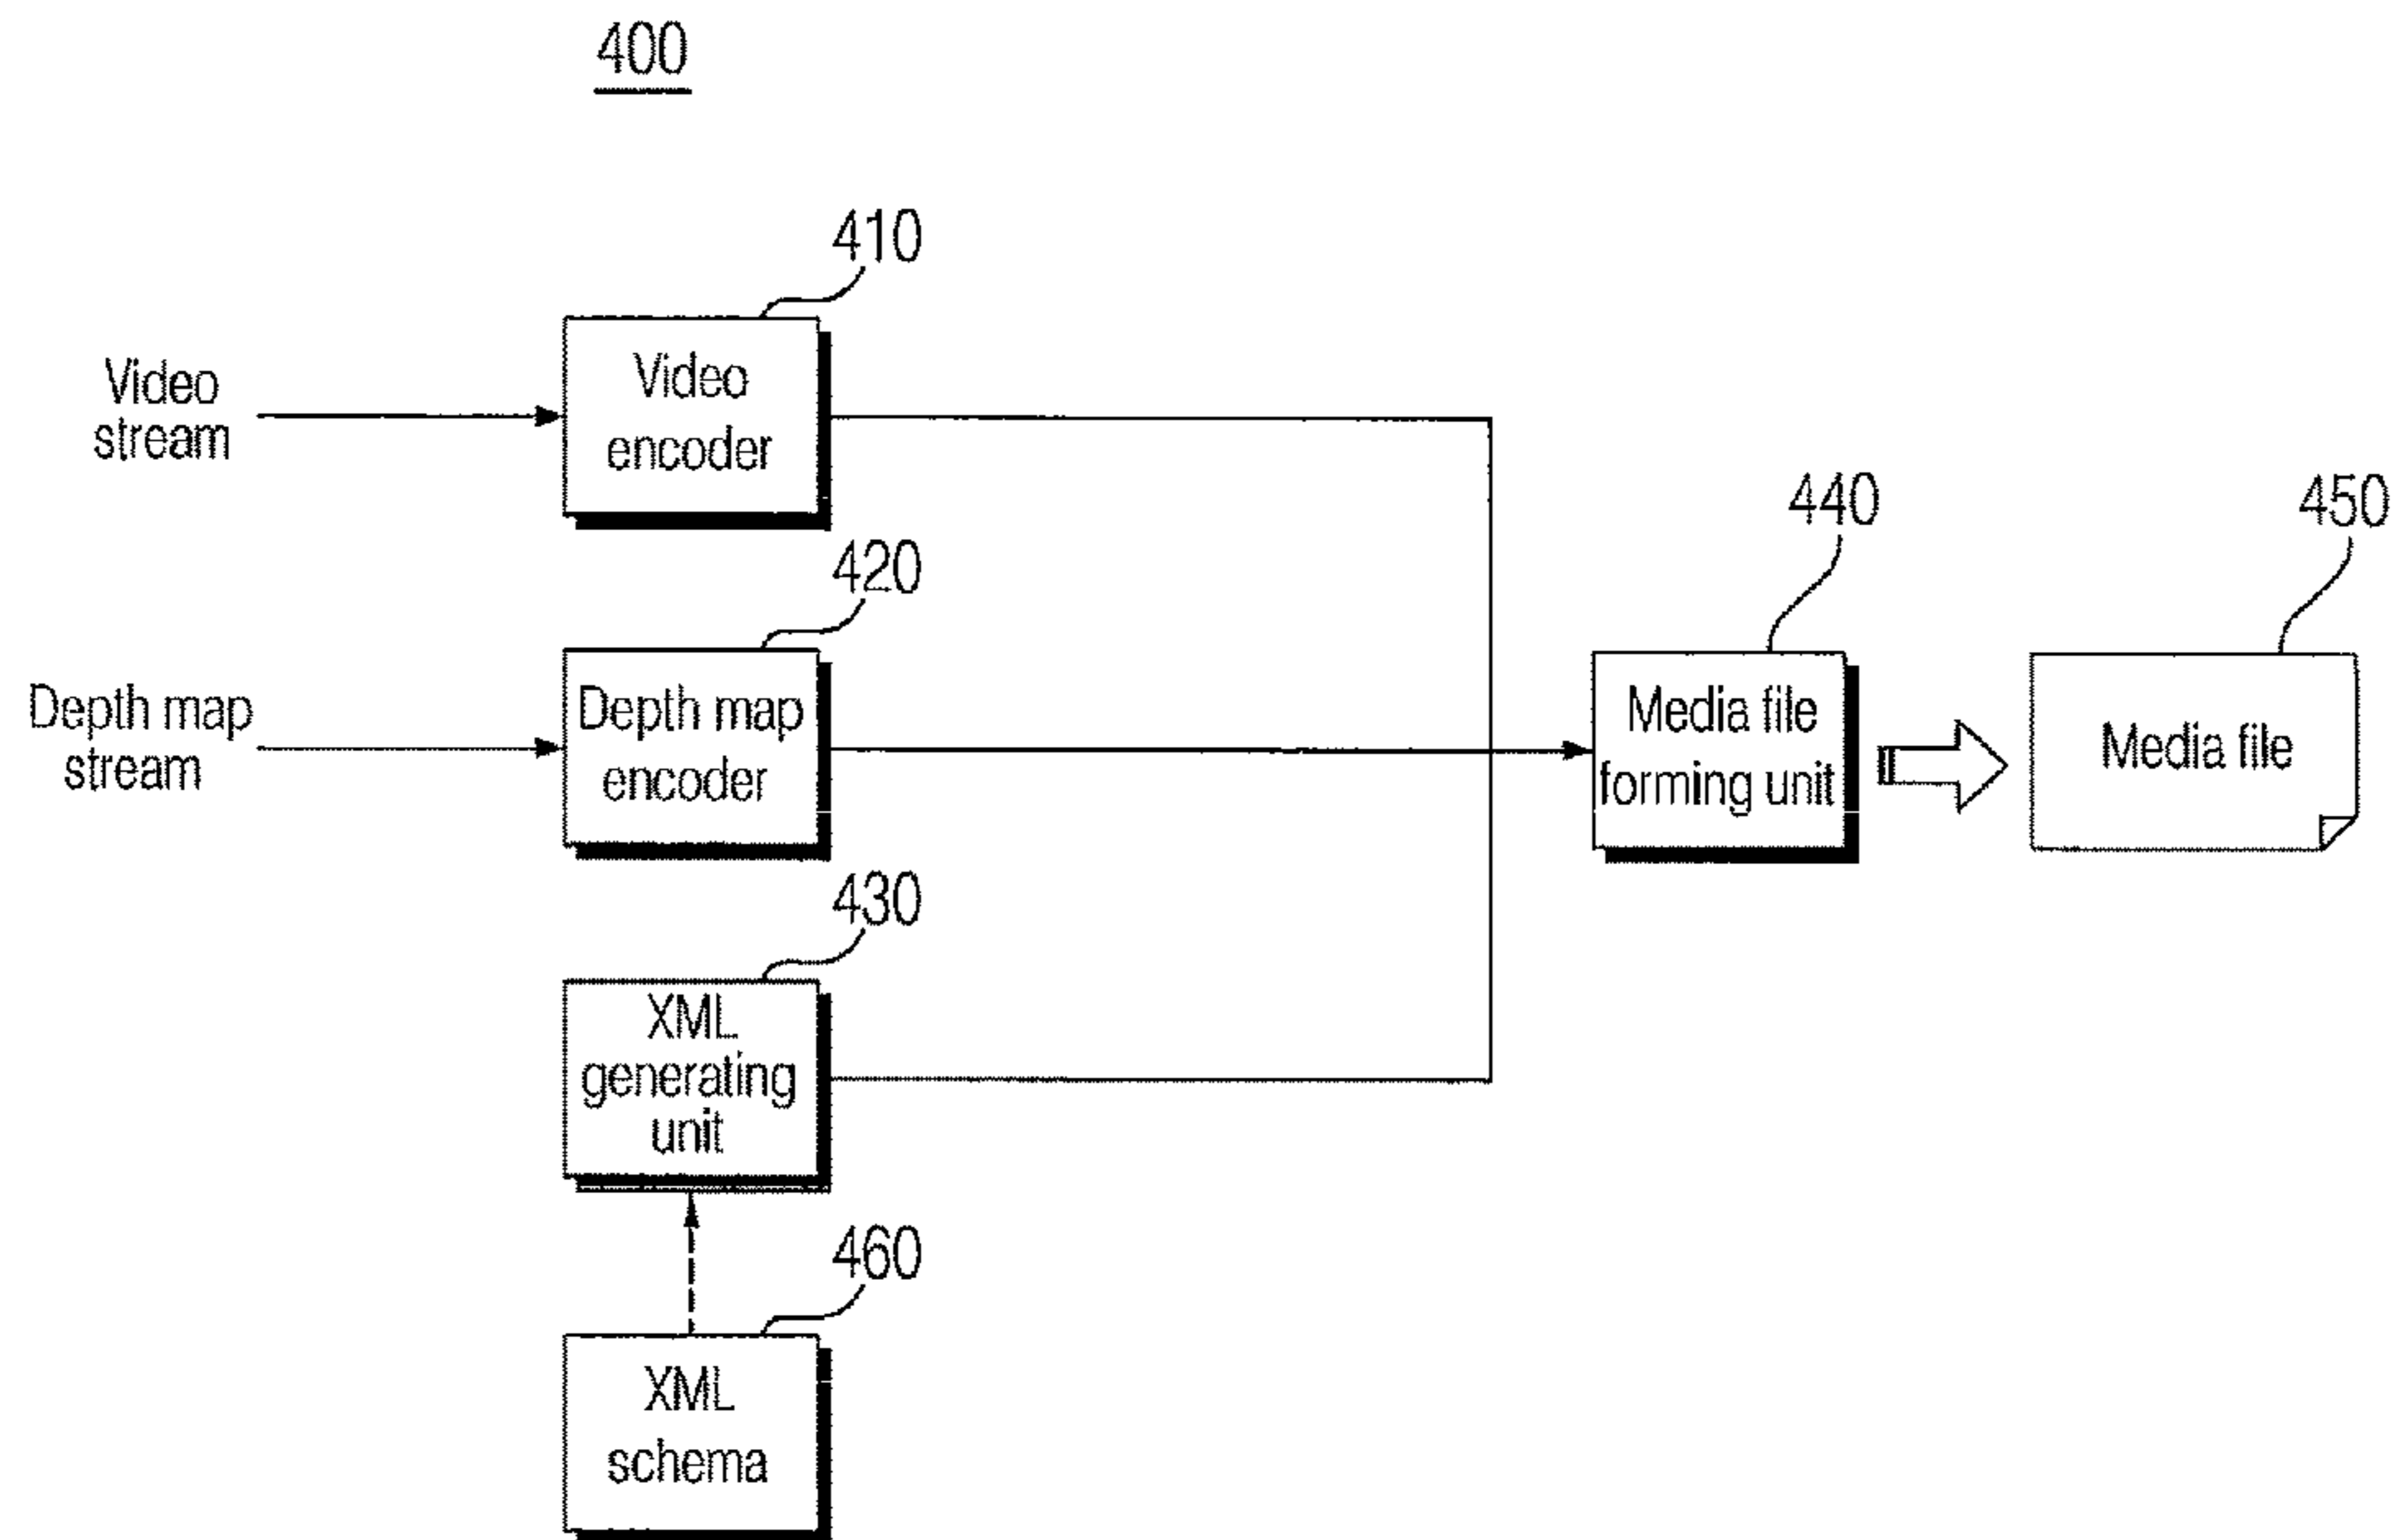 400
410
Video
stream
Video
encoder
420
Depth map
stream
Depth map
encoder
440
Media file
forming unit
450
Media file
430
XML
generating
unit
460
XML
schema